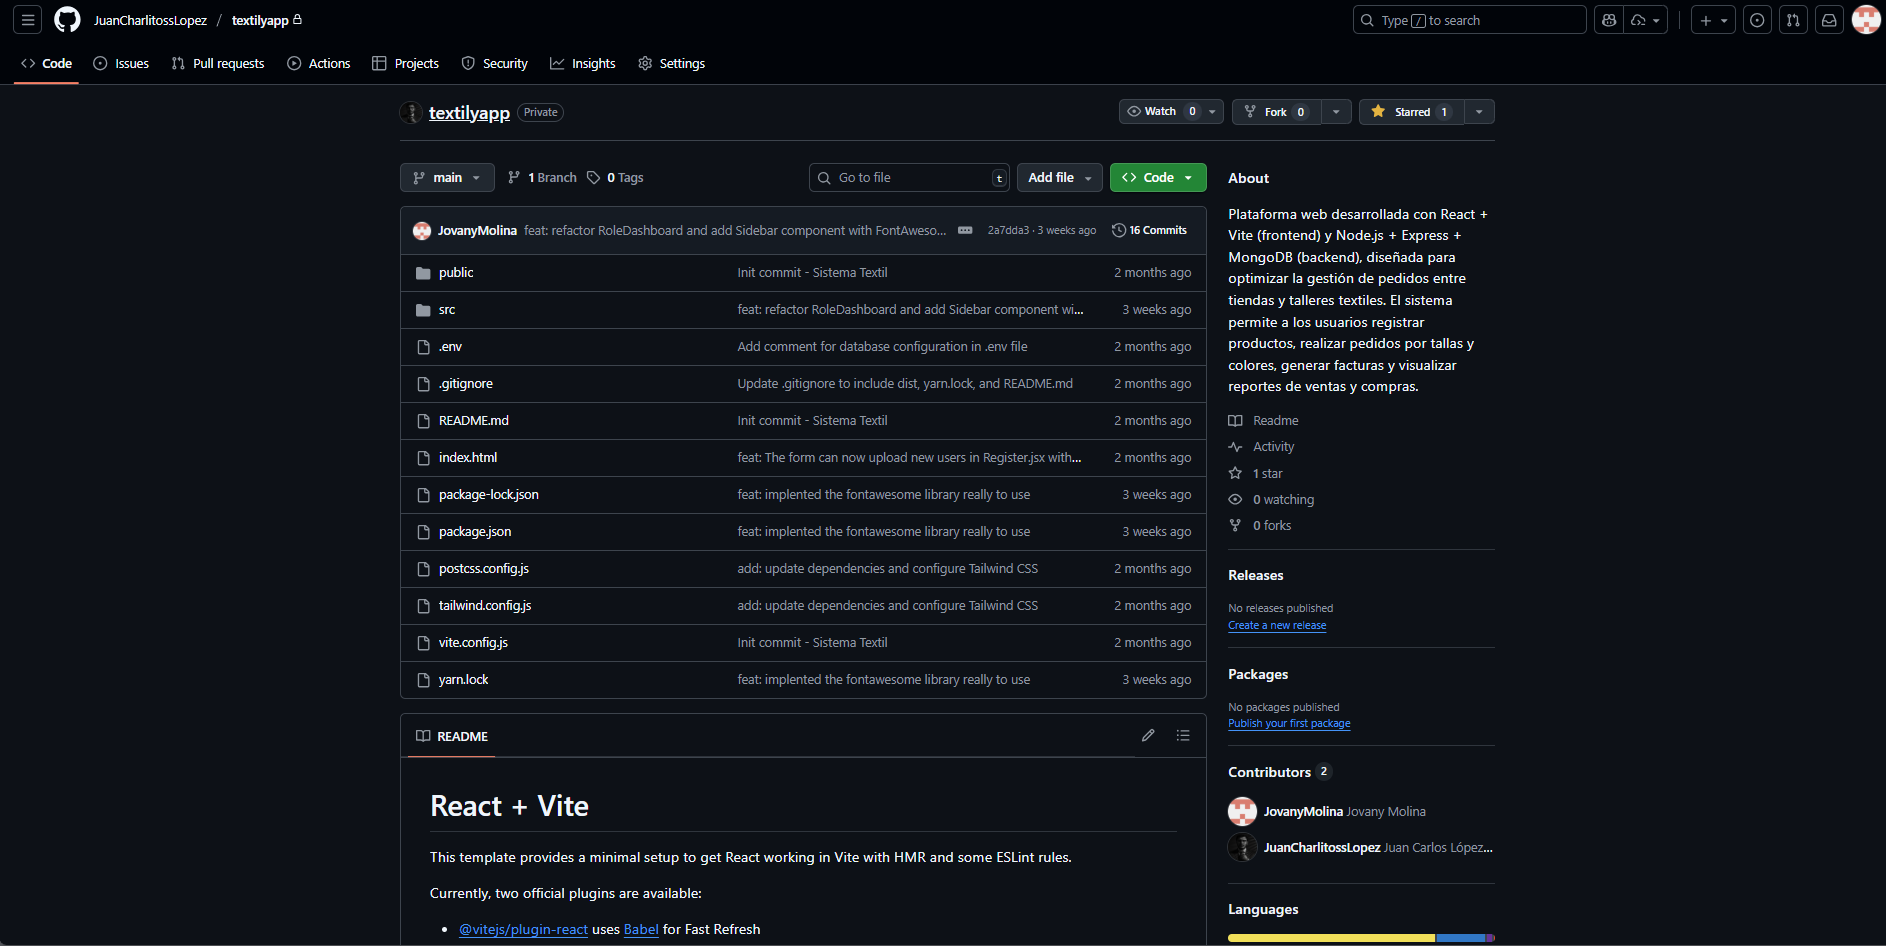 JuanCharlitossLopez / textilyapp
Type / to search
Code Issues Pull requests Actions Projects Security Insights Settings
textilyapp Private
Watch 0 Fork 0 Starred 1
main 1 Branch 0 Tags Go to file t Add file Code
JovanyMolina feat: refactor RoleDashboard and add Sidebar component with FontAweso... 2a7dda3 · 3 weeks ago 16 Commits
public Init commit - Sistema Textil 2 months ago
src feat: refactor RoleDashboard and add Sidebar component wi... 3 weeks ago
.env Add comment for database configuration in .env file 2 months ago
.gitignore Update .gitignore to include dist, yarn.lock, and README.md 2 months ago
README.md Init commit - Sistema Textil 2 months ago
index.html feat: The form can now upload new users in Register.jsx with... 2 months ago
package-lock.json feat: implented the fontawesome library really to use 3 weeks ago
package.json feat: implented the fontawesome library really to use 3 weeks ago
postcss.config.js add: update dependencies and configure Tailwind CSS 2 months ago
tailwind.config.js add: update dependencies and configure Tailwind CSS 2 months ago
vite.config.js Init commit - Sistema Textil 2 months ago
yarn.lock feat: implented the fontawesome library really to use 3 weeks ago
README
React + Vite
This template provides a minimal setup to get React working in Vite with HMR and some ESLint rules.
Currently, two official plugins are available:
• @vitejs/plugin-react uses Babel for Fast Refresh
About
Plataforma web desarrollada con React +
Vite (frontend) y Node.js + Express +
MongoDB (backend), diseñada para
optimizar la gestión de pedidos entre
tiendas y talleres textiles. El sistema
permite a los usuarios registrar
productos, realizar pedidos por tallas y
colores, generar facturas y visualizar
reportes de ventas y compras.
Readme
Activity
1 star
0 watching
0 forks
Releases
No releases published
Create a new release
Packages
No packages published
Publish your first package
Contributors 2
JovanyMolina Jovany Molina
JuanCharlitossLopez Juan Carlos López...
Languages